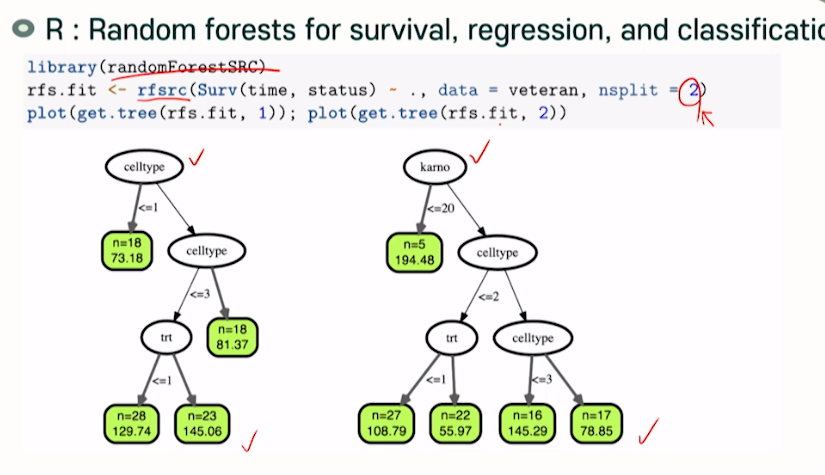 R : Random forests for survival, regression, and classificatio
library(randomForestSRC)
rfs.fit <- rfsrc(Surv(time, status) ~ ., data = veteran, nsplit = 2)
plot(get.tree(rfs.fit, 1)); plot(get.tree(rfs.fit, 2))
celltype
<=1
n=18
73.18
celltype
<=3
trt
n=18
81.37
<=1
n=28
129.74
n=23
145.06
karno
<=20
n=5
194.48
celltype
<=2
trt
celltype
<=1
<=3
n=27
108.79
n=22
55.97
n=16
145.29
n=17
78.85